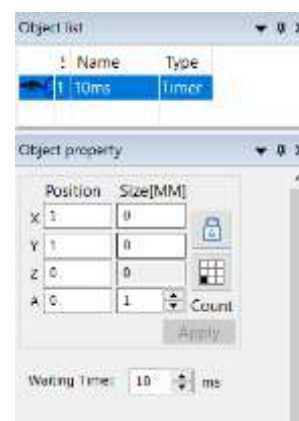 Object list
Name Type
1 10ms Timer
Object property
Position Size[MM]
X 1 0
Y 1 0
Z 0 0
A 0 1 Count
Apply
Waiting Time: 10 ms